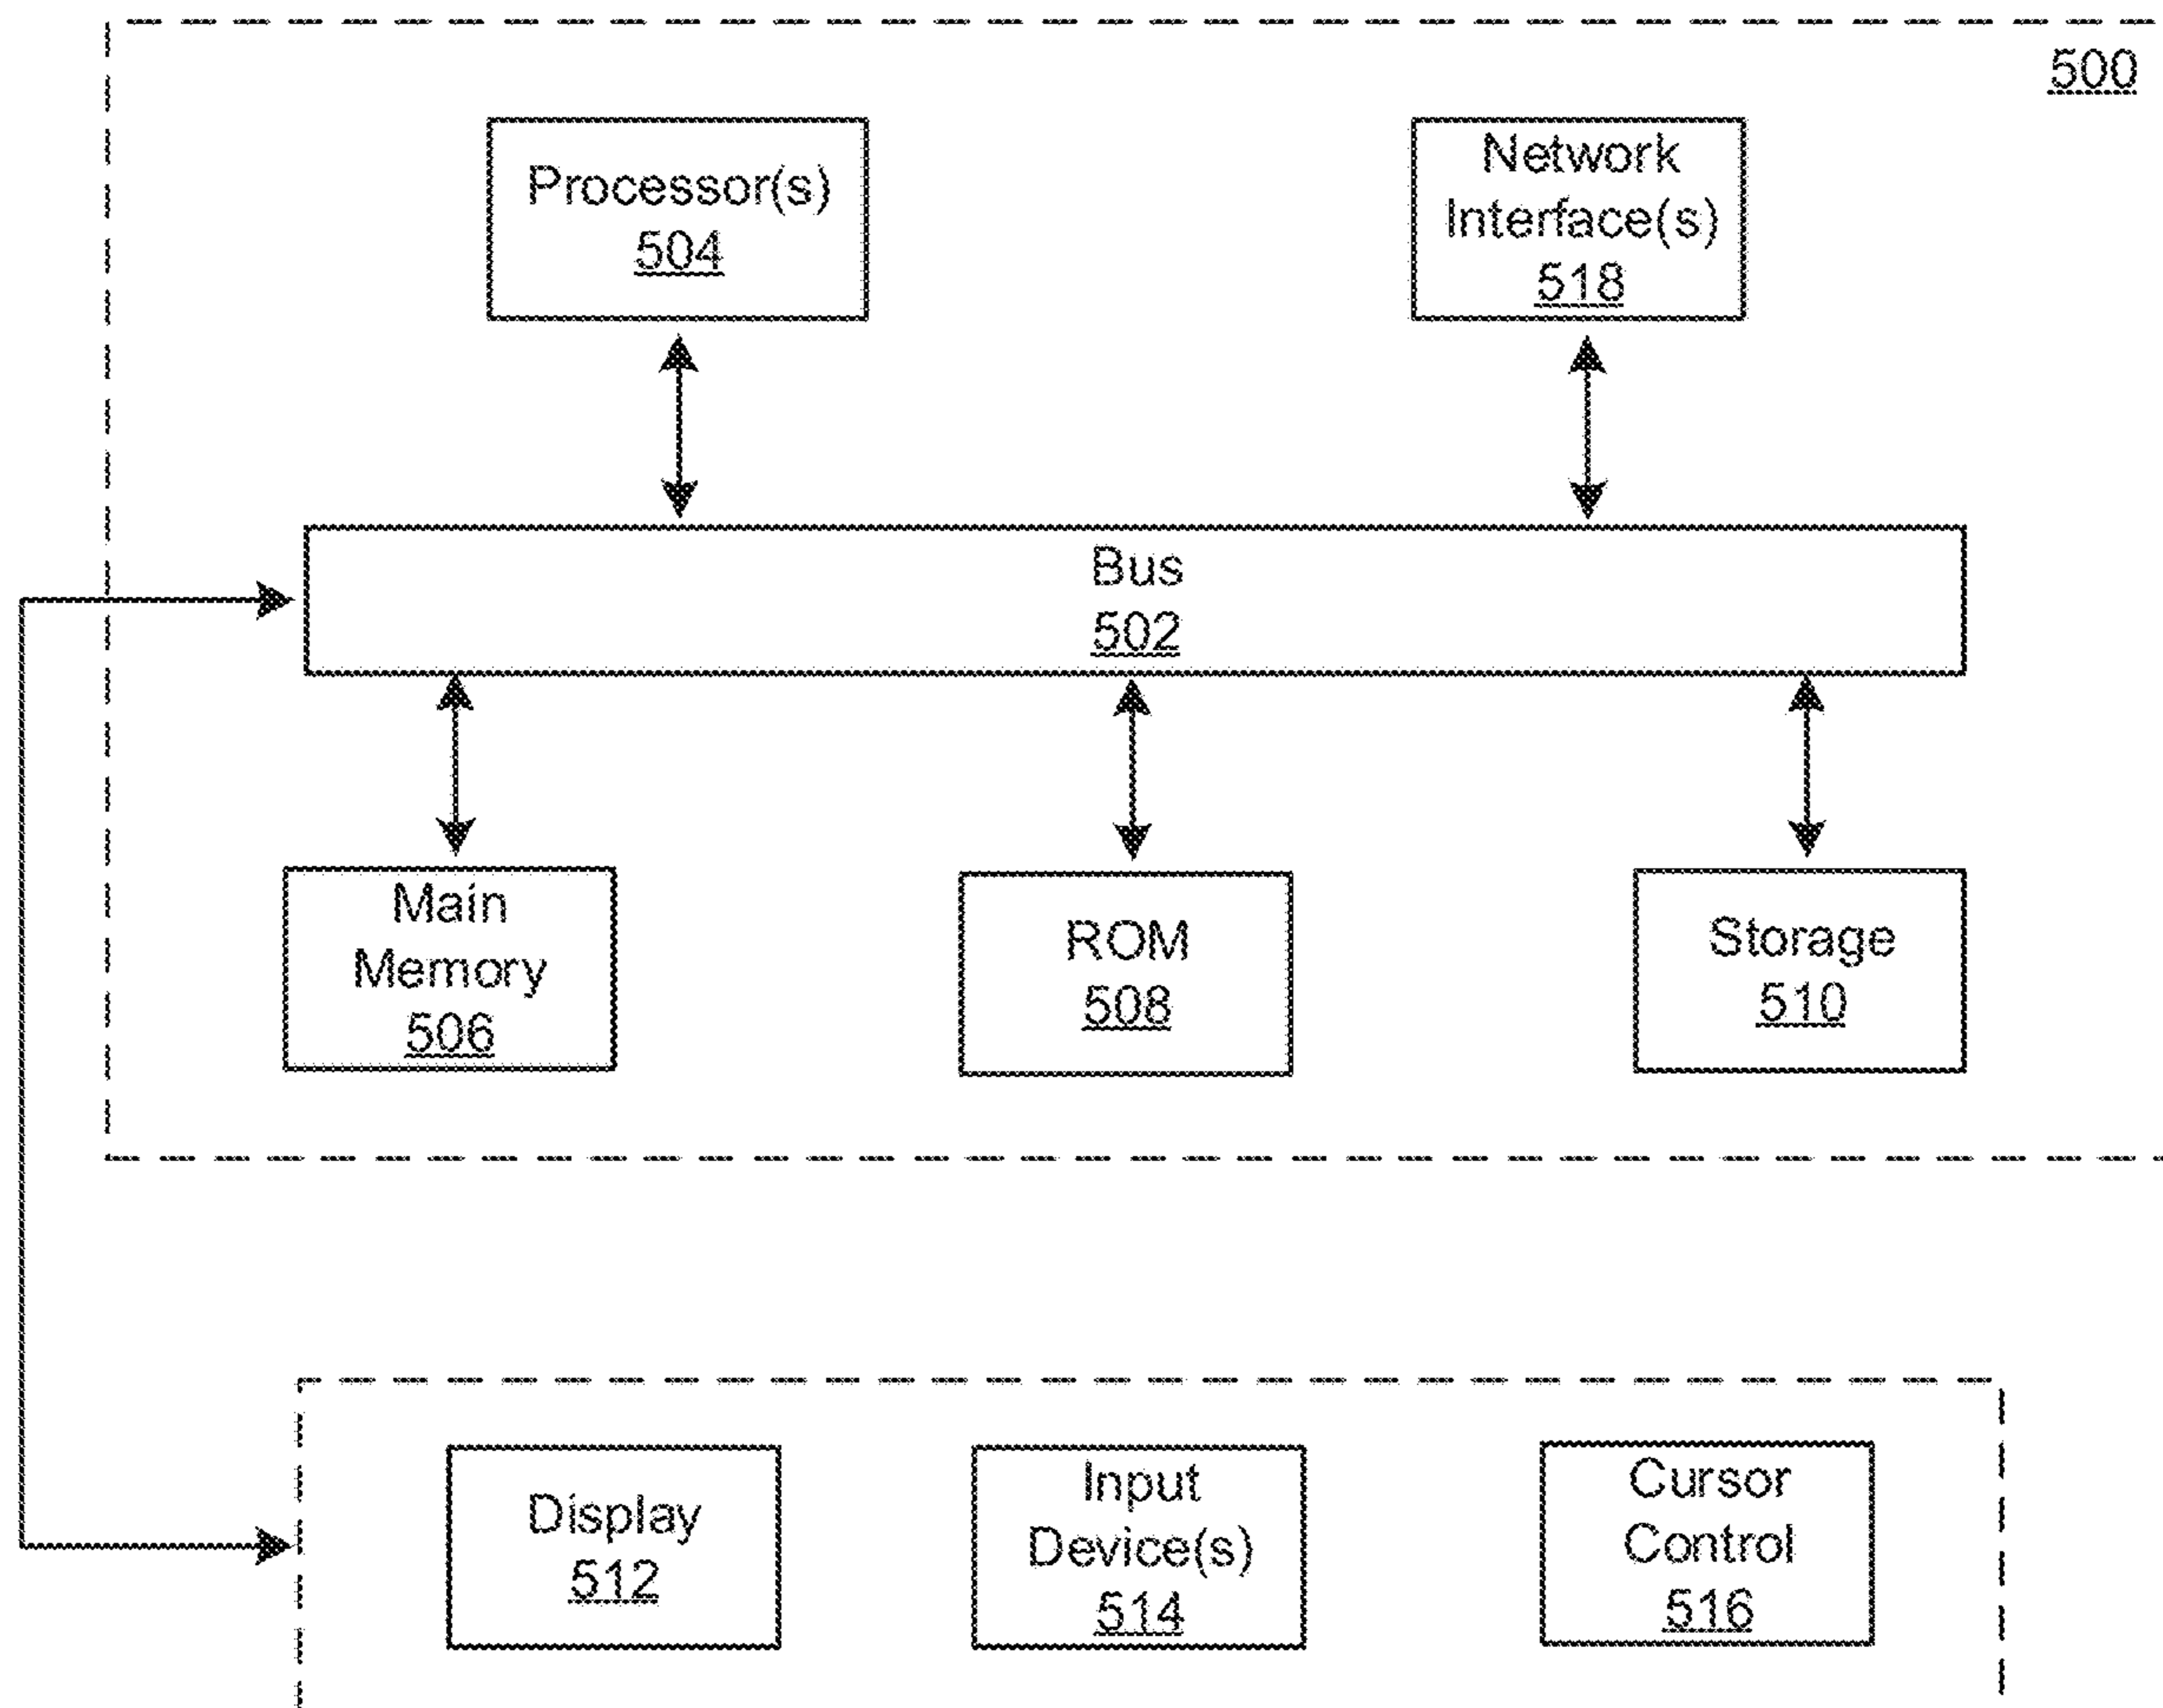 500
Processor(s)
504
Network
Interface(s)
518
Bus
502
Main
Memory
506
ROM
508
Storage
510
Display
512
Input
Device(s)
514
Cursor
Control
516